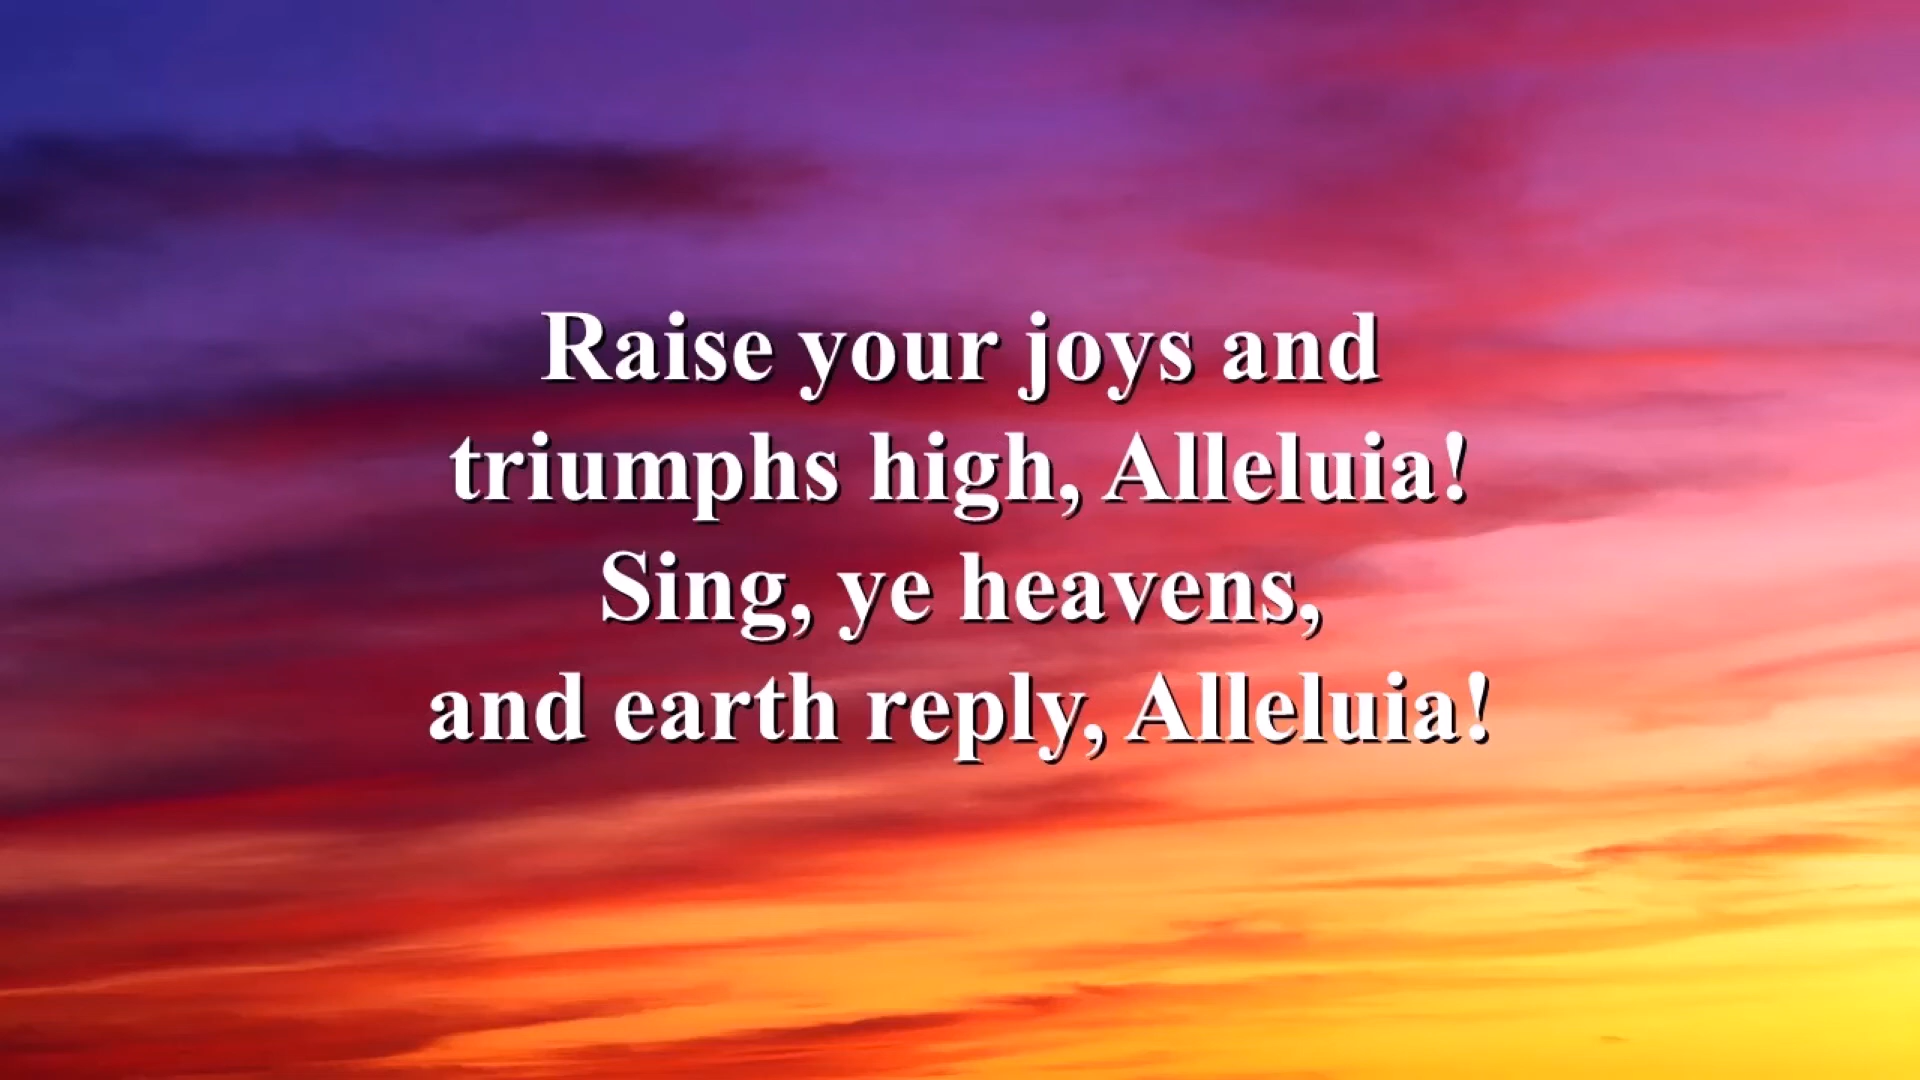 Raise your joys and
triumphs high, Alleluia!
Sing, ye heavens,
and earth reply, Alleluia!